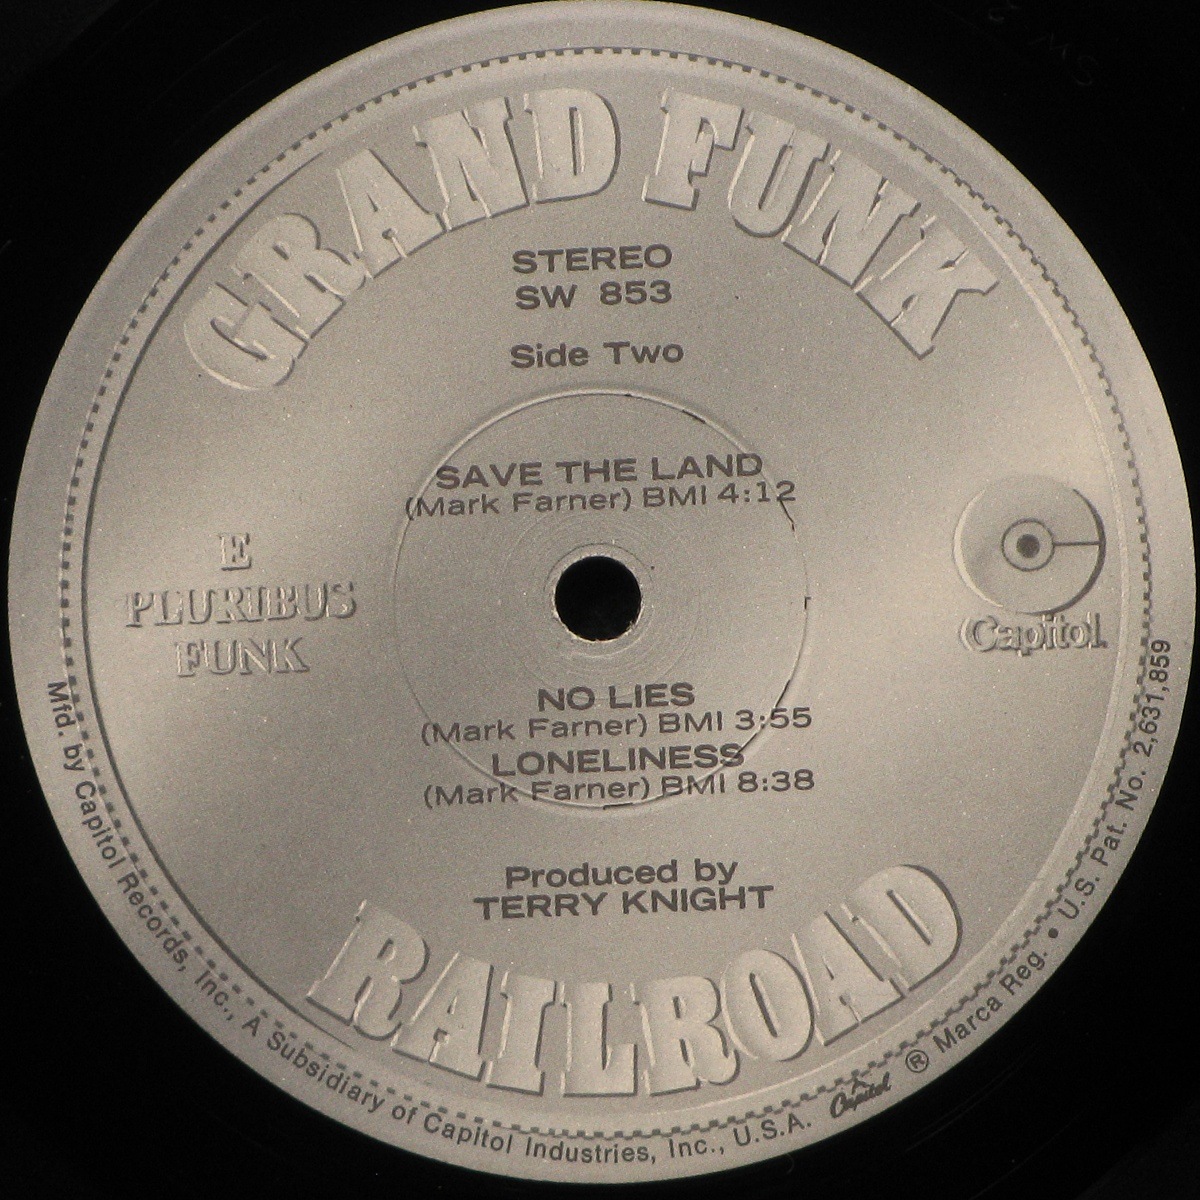 GRAND FUNK
STEREO
SW 853
Side Two
SAVE THE LAND
(Mark Farner) BMI 4:12
E
PLURIBUS
FUNK
Capitol
NO LIES
(Mark Farner) BMI 3:55
LONELINESS
(Mark Farner) BMI 8:38
Produced by
TERRY KNIGHT
RAILROAD
Mfd. by Capitol Records, Inc., A Subsidiary of Capitol Industries, Inc., U.S.A. Capitol ® Marca Reg. • U.S. Pat. No. 2,631,859